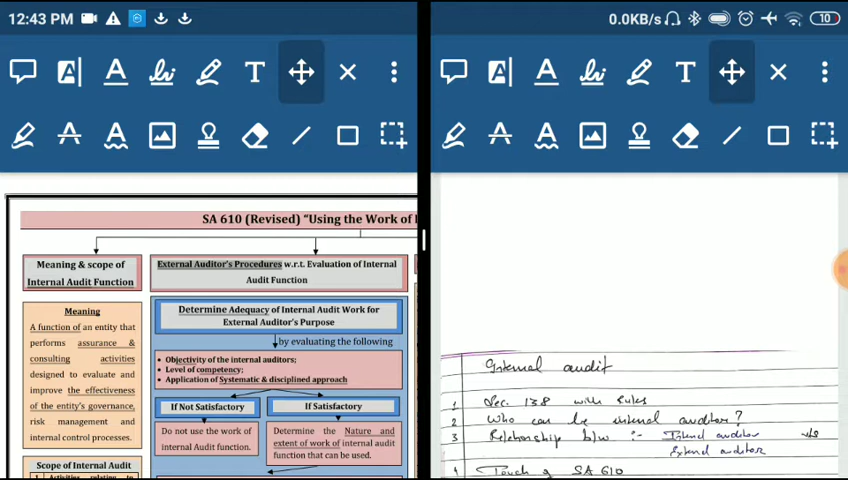 12:43 PM
0.0KB/s
10
SA 610 (Revised) “Using the Work of I
Meaning & scope of
Internal Audit Function
External Auditor's Procedures w.r.t. Evaluation of Internal
Audit Function
Meaning
A function of an entity that
performs assurance &
consulting activities
designed to evaluate and
improve the effectiveness
of the entity's governance,
risk management and
internal control processes.
Scope of Internal Audit
1 Activities relating to
Determine Adequacy of Internal Audit Work for
External Auditor's Purpose
by evaluating the following
• Objectivity of the internal auditors;
• Level of competency;
• Application of Systematic & disciplined approach
If Not Satisfactory
If Satisfactory
Do not use the work of
internal Audit function.
Determine the Nature and
extent of work of internal audit
function that can be used.
Internal audit
1 Sec. 138 with Rules
2 Who can be internal auditor?
3 Relationship b/w :- Internal auditor
External auditor
4 Touch of SA 610